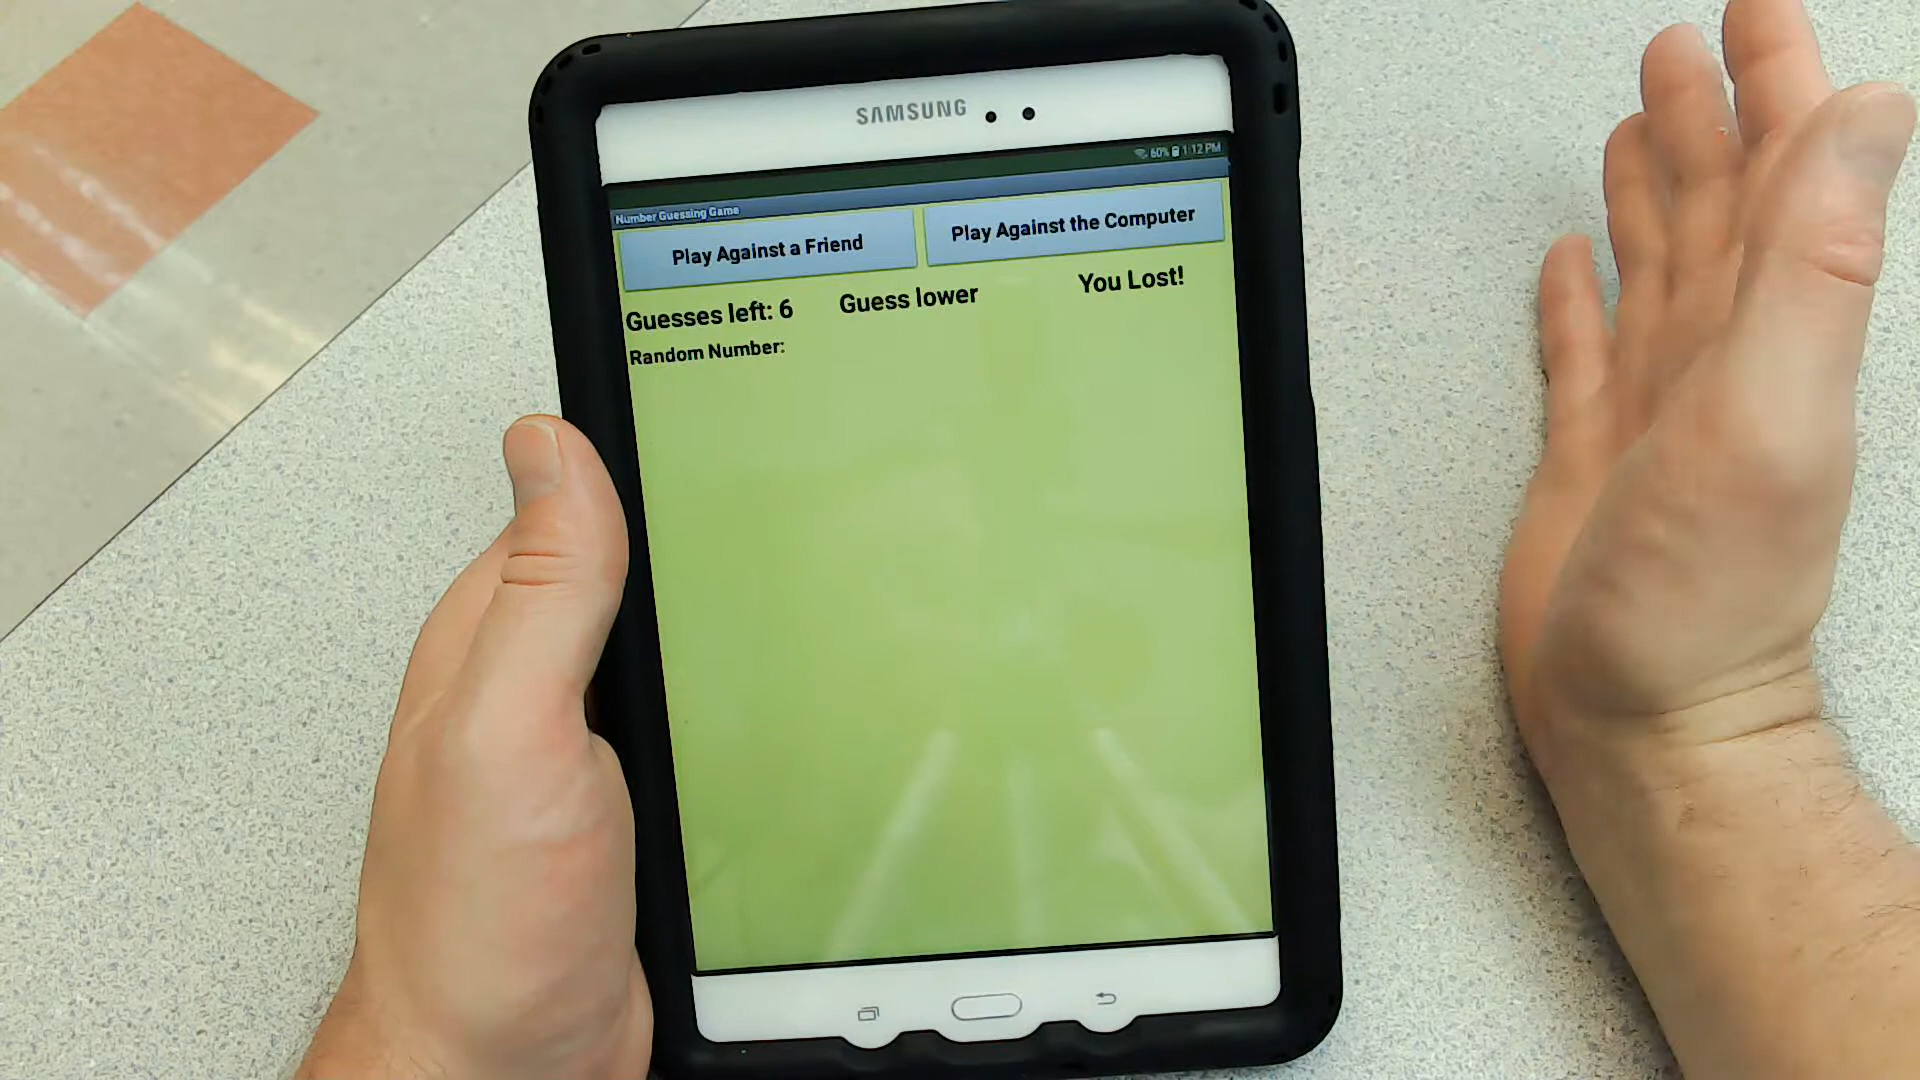 SAMSUNG
60% 1:12 PM
Number Guessing Game
Play Against a Friend
Play Against the Computer
Guesses left: 6
Guess lower
You Lost!
Random Number: